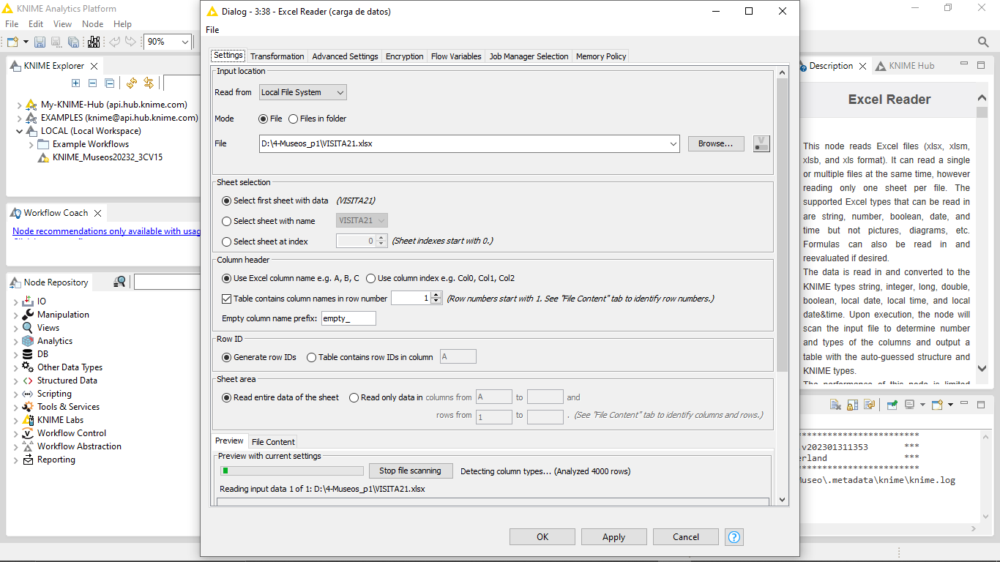 KNIME Analytics Platform
File Edit View Node Help
90%
KNIME Explorer
My-KNIME-Hub (api.hub.knime.com)
EXAMPLES (knime@api.hub.knime.com)
LOCAL (Local Workspace)
Example Workflows
KNIME_Museos20232_3CV15
Workflow Coach
Node recommendations only available with usag
Node Repository
IO
Manipulation
Views
Analytics
DB
Other Data Types
Structured Data
Scripting
Tools & Services
KNIME Labs
Workflow Control
Workflow Abstraction
Reporting
Dialog - 3:38 - Excel Reader (carga de datos)
File
Settings Transformation Advanced Settings Encryption Flow Variables Job Manager Selection Memory Policy
Input location
Read from Local File System
Mode File Files in folder
File D:\4-Museos_p1\VISITA21.xlsx Browse... V
Sheet selection
Select first sheet with data (VISITA21)
Select sheet with name VISITA21
Select sheet at index 0 (Sheet indexes start with 0.)
Column header
Use Excel column name e.g. A, B, C Use column index e.g. Col0, Col1, Col2
Table contains column names in row number 1 (Row numbers start with 1. See "File Content" tab to identify row numbers.)
Empty column name prefix: empty_
Row ID
Generate row IDs Table contains row IDs in column A
Sheet area
Read entire data of the sheet Read only data in columns from A to and
rows from 1 to . (See "File Content" tab to identify columns and rows.)
Preview File Content
Preview with current settings
Stop file scanning Detecting column types... (Analyzed 4000 rows)
Reading input data 1 of 1: D:\4-Museos_p1\VISITA21.xlsx
OK Apply Cancel ?
Description KNIME Hub
Excel Reader
This node reads Excel files (xlsx, xlsm,
xlsb, and xls format). It can read a single
or multiple files at the same time, however
reading only one sheet per file. The
supported Excel types that can be read in
are string, number, boolean, date, and
time but not pictures, diagrams, etc.
Formulas can also be read in and
reevaluated if desired.
The data is read in and converted to the
KNIME types string, integer, long, double,
boolean, local date, local time, and local
date&time. Upon execution, the node will
scan the input file to determine number
and types of the columns and output a
table with the auto-guessed structure and
KNIME types.
The performance of this node is limited
************************
.v202301311353 ***
erland ***
************************
Museo\.metadata\knime\knime.log